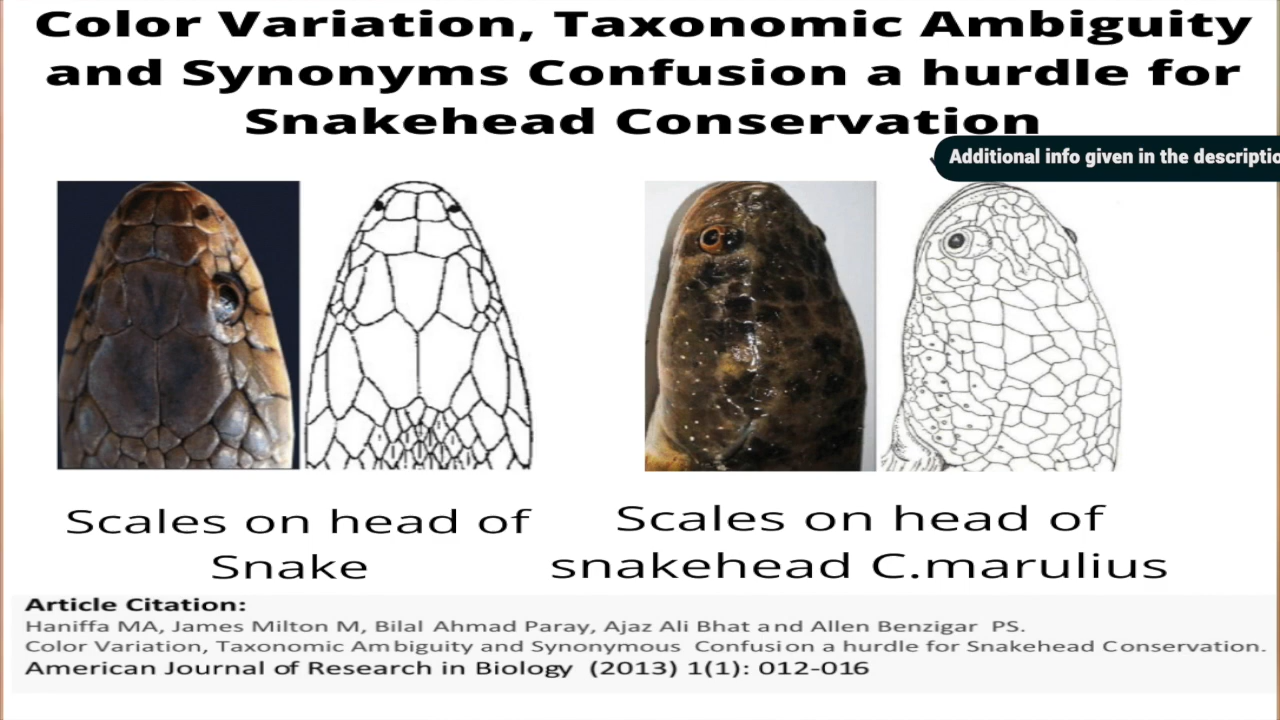 Color Variation, Taxonomic Ambiguity
and Synonyms Confusion a hurdle for
Snakehead Conservation
Additional info given in the descriptio
Scales on head of
Snake
Scales on head of
snakehead C.marulius
Article Citation:
Haniffa MA, James Milton M, Bilal Ahmad Paray, Ajaz Ali Bhat and Allen Benzigar PS.
Color Variation, Taxonomic Ambiguity and Synonymous Confusion a hurdle for Snakehead Conservation.
American Journal of Research in Biology (2013) 1(1): 012-016